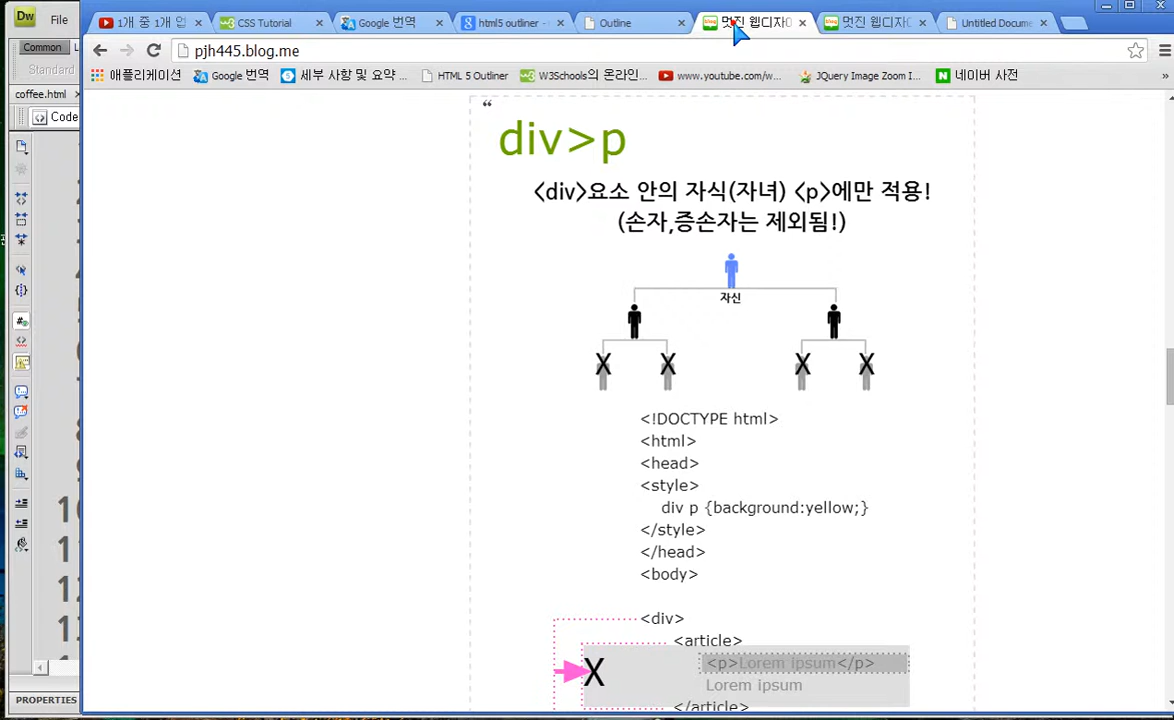 1개 중 1개 업
CSS Tutorial
Google 번역
html5 outliner -
Outline
멋진 웹디자이
멋진 웹디자C
Untitled Docume
Dw
File
Common
Standard
coffee.html
Code
pjh445.blog.me
애플리케이션
Google 번역
세부 사항 및 요약 ...
HTML 5 Outliner
W3Schools의 온라인...
www.youtube.com/w...
JQuery Image Zoom I...
네이버 사전
“
div>p
<div>요소 안의 자식(자녀) <p>에만 적용!
(손자,증손자는 제외됨!)
자신
X X X X
<!DOCTYPE html>
<html>
<head>
<style>
div p {background:yellow;}
</style>
</head>
<body>
<div>
<article>
X
<p>Lorem ipsum</p>
Lorem ipsum
</article>
PROPERTIES